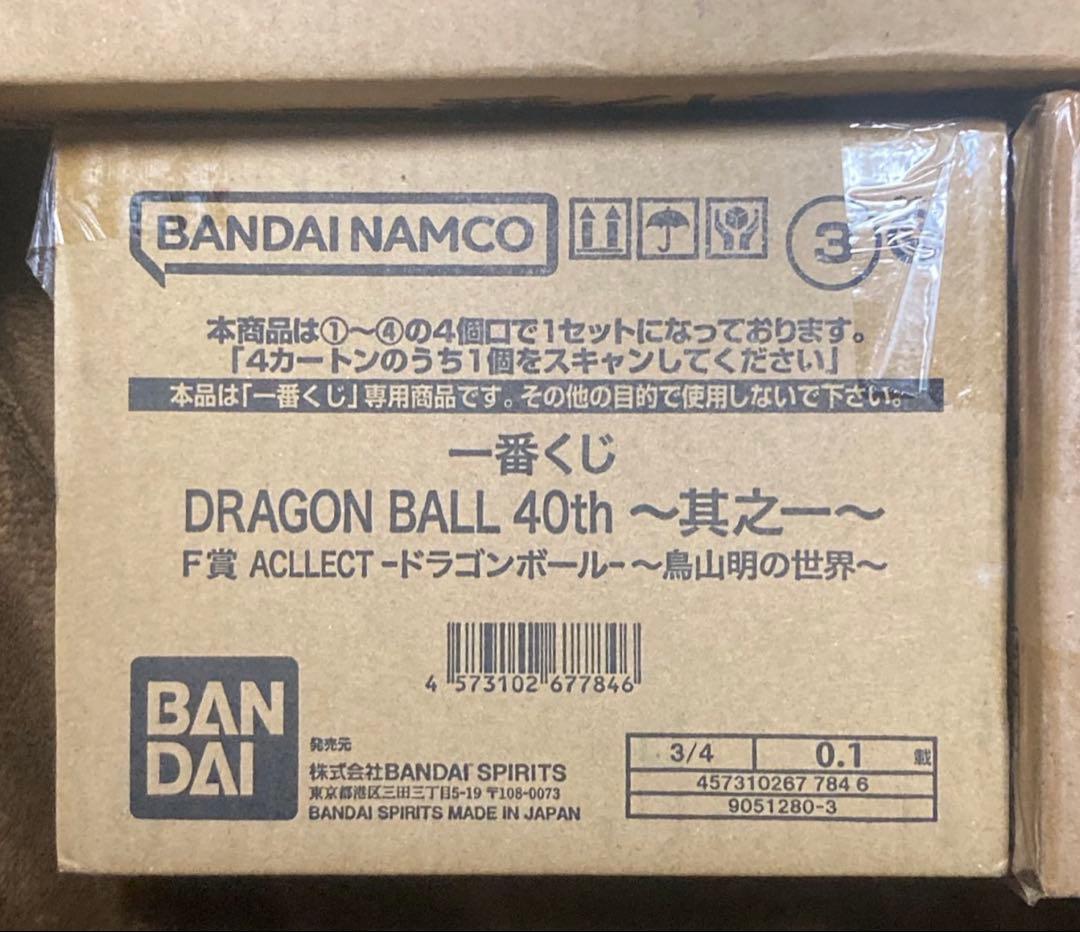 BANDAI NAMCO
3
本商品は①～④の4個口で1セットになっております。
「4カートンのうち1個をスキャンしてください」
本品は「一番くじ」専用商品です。その他の目的で使用しないで下さい。
一番くじ
DRAGON BALL 40th ～其之一～
F賞 ACLLECT -ドラゴンボール- ～鳥山明の世界～
4 573102 677846
BAN
DAI
発売元
株式会社BANDAI SPIRITS
東京都港区三田三丁目5-19 〒108-0073
BANDAI SPIRITS MADE IN JAPAN
3/4 0.1 載
457310267 784 6
9051280-3